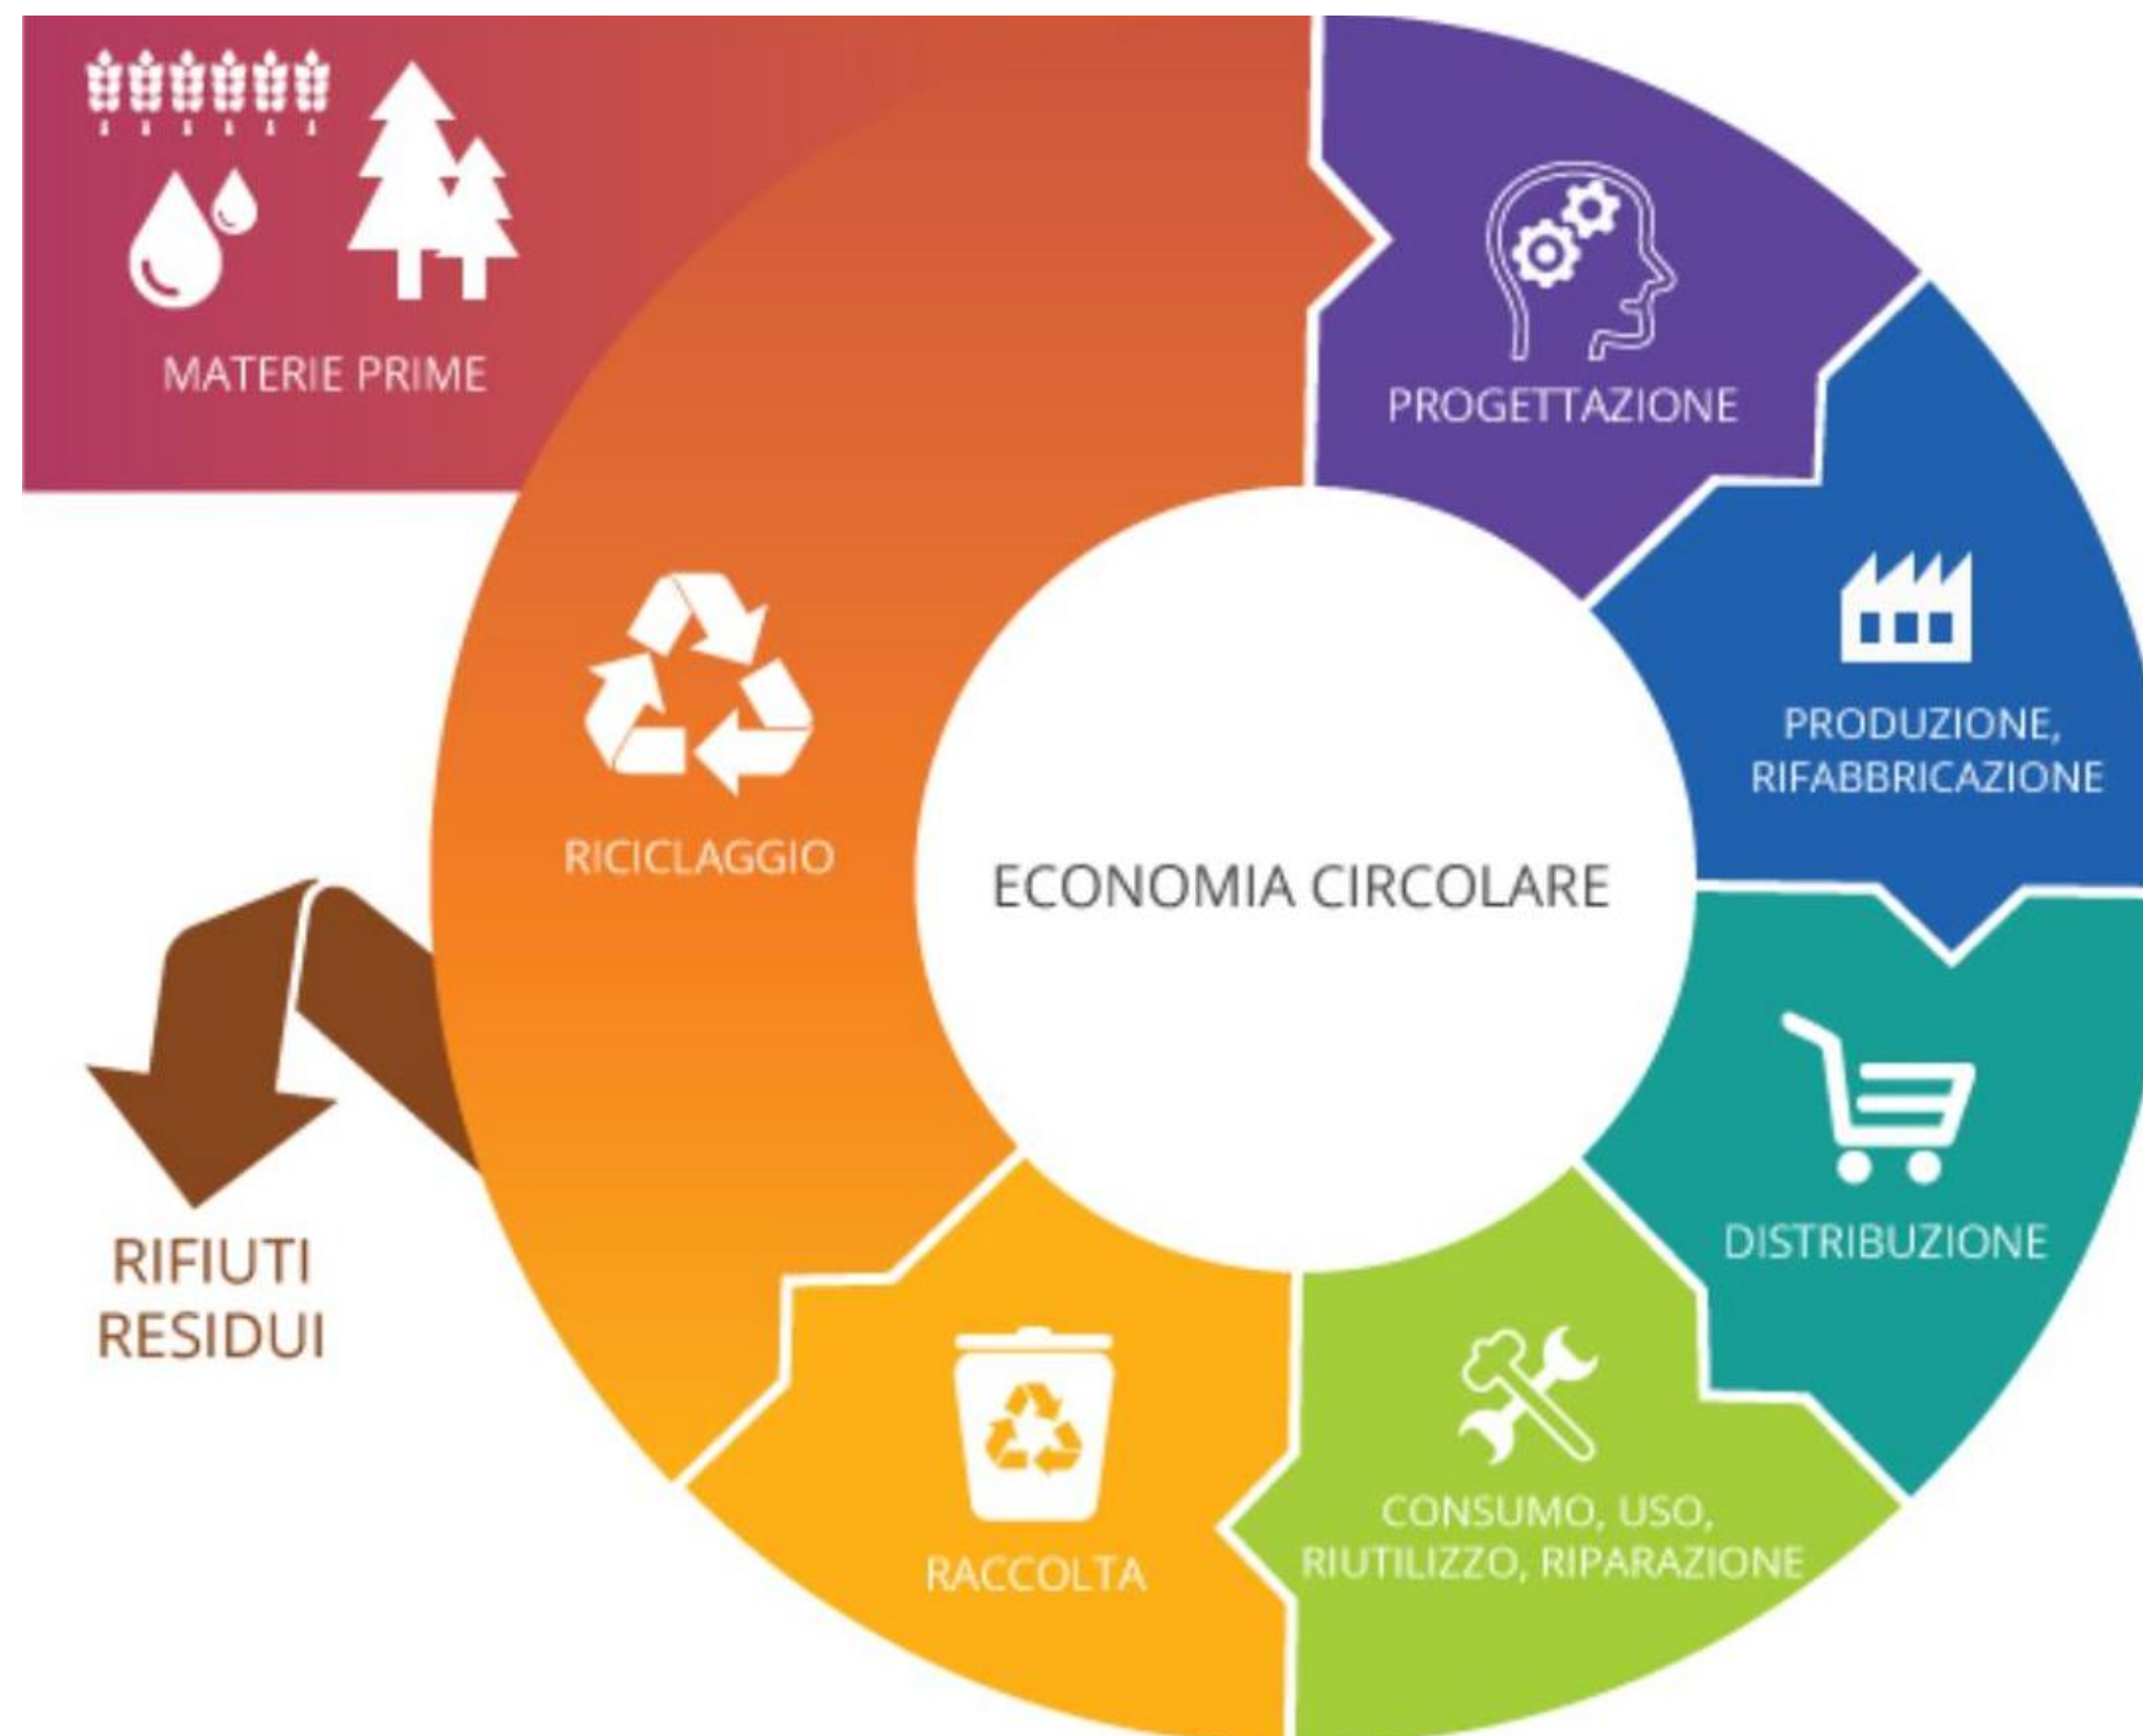 MATERIE PRIME
PROGETTAZIONE
PRODUZIONE,
RIFABBRICAZIONE
DISTRIBUZIONE
CONSUMO, USO,
RIUTILIZZO, RIPARAZIONE
RACCOLTA
RICICLAGGIO
RIFIUTI
RESIDUI
ECONOMIA CIRCOLARE